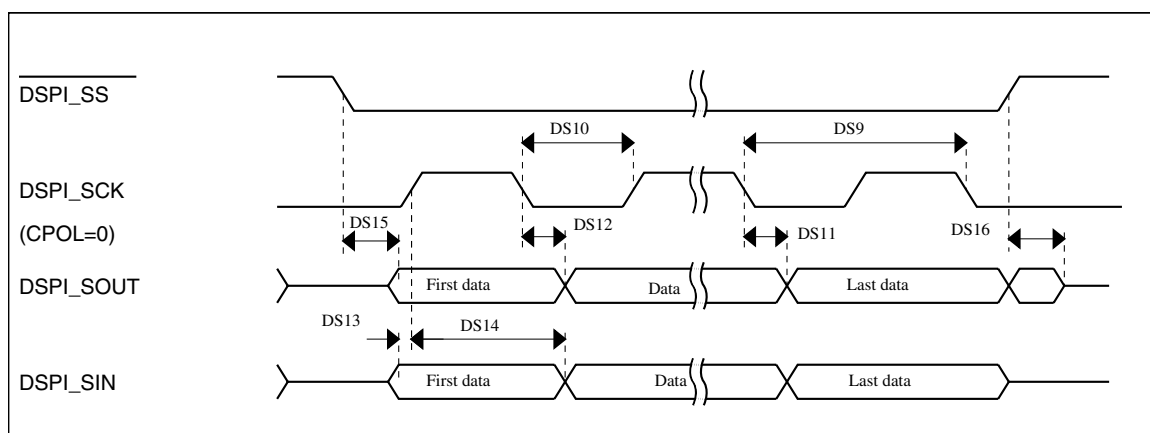 DSPI_SS
DS10
DS9
DSPI_SCK
(CPOL=0)
DS15
DS12
DS11
DS16
DSPI_SOUT
First data
Data
Last data
DS13
DS14
DSPI_SIN
First data
Data
Last data